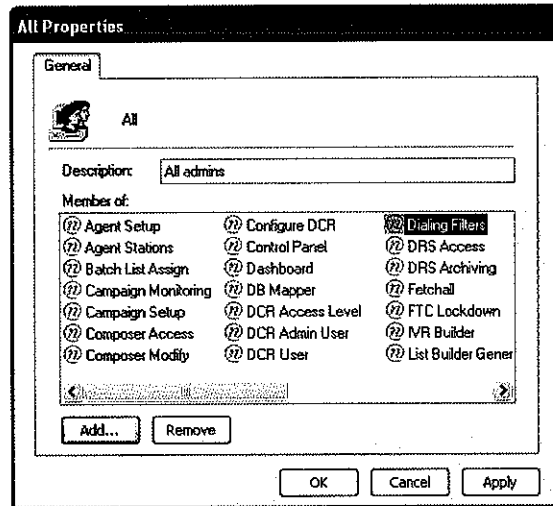 All Properties
General
All
Description: All admins
Member of:
Agent Setup Configure DCR Dialing Filters
Agent Stations Control Panel DRS Access
Batch List Assign Dashboard DRS Archiving
Campaign Monitoring DB Mapper Fetchall
Campaign Setup DCR Access Level FTC Lockdown
Composer Access DCR Admin User IVR Builder
Composer Modify DCR User List Builder Gener
Add... Remove
OK Cancel Apply